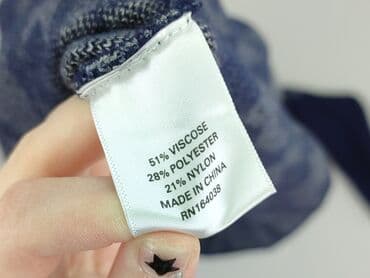 51% VISCOSE
28% POLYESTER
21% NYLON
MADE IN CHINA
RN164038